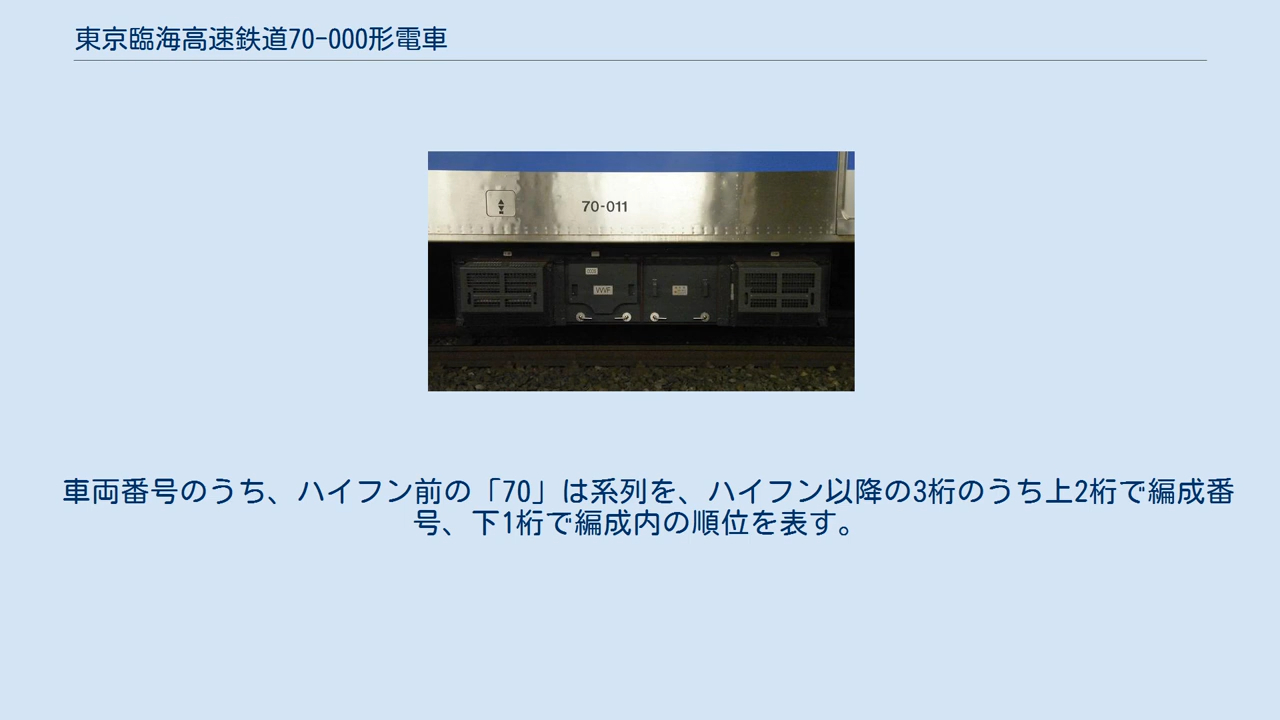 東京臨海高速鉄道70-000形電車
70-011
VVVF
車両番号のうち、ハイフン前の「70」は系列を、ハイフン以降の3桁のうち上2桁で編成番
号、下1桁で編成内の順位を表す。